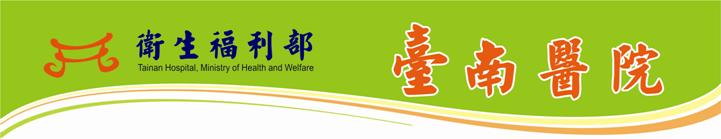 衛生福利部
Tainan Hospital, Ministry of Health and Welfare
臺南醫院